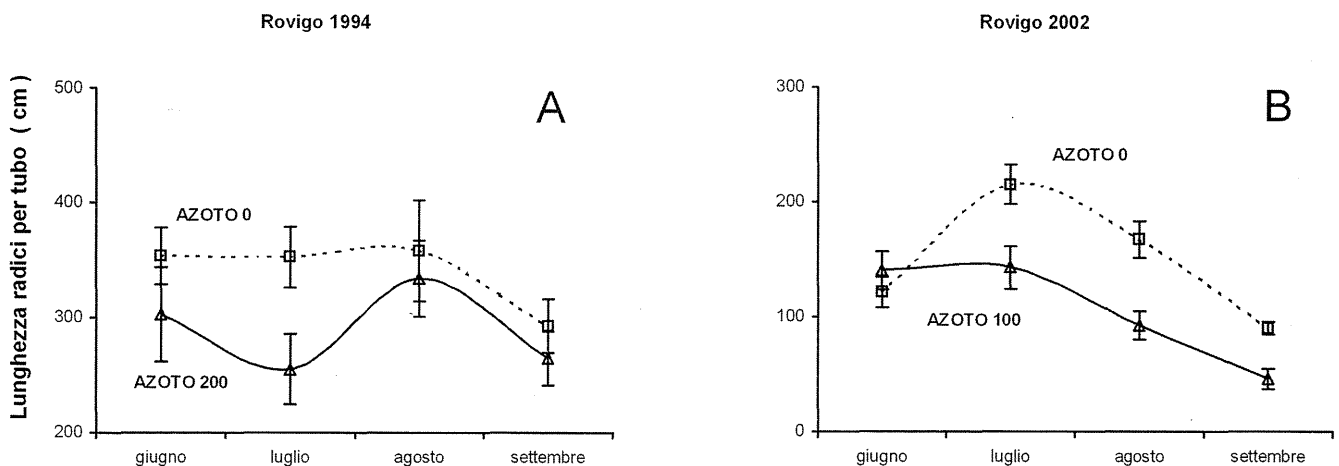 Rovigo 1994
Lunghezza radici per tubo ( cm )
500
400
300
200
A
AZOTO 0
AZOTO 200
giugno luglio agosto settembre
Rovigo 2002
300
200
100
0
B
AZOTO 0
AZOTO 100
giugno luglio agosto settembre